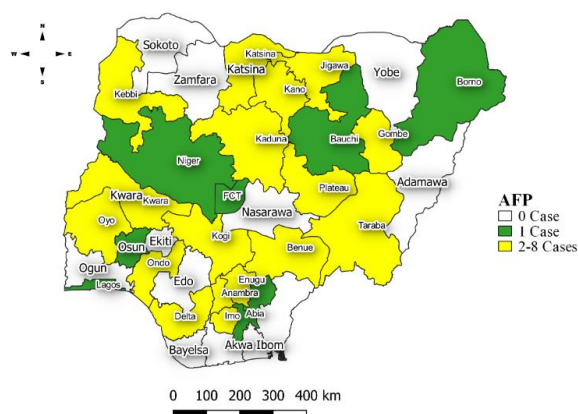 N
W E
S
Sokoto
Katsina
Jigawa
Zamfara
Katsina
Yobe
Borno
Kebbi
Kano
Kaduna
Bauchi
Gombe
Niger
Adamawa
FCT
Plateau
Kwara
Kwara
Nasarawa
Taraba
Oyo
Osun
Ekiti
Kogi
Benue
Ondo
Ogun
Lagos
Edo
Enugu
Anambra
Delta
Imo
Abia
Bayelsa
Akwa Ibom
AFP
0 Case
1 Case
2-8 Cases
0 100 200 300 400 km